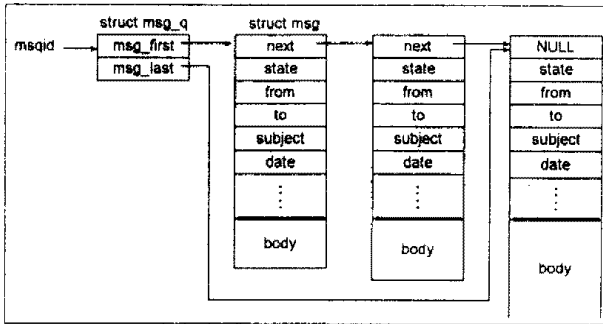 struct msg_q
struct msg
msqid
msg_first
msg_last
next
state
from
to
subject
date
body
next
state
from
to
subject
date
body
NULL
state
from
to
subject
date
body